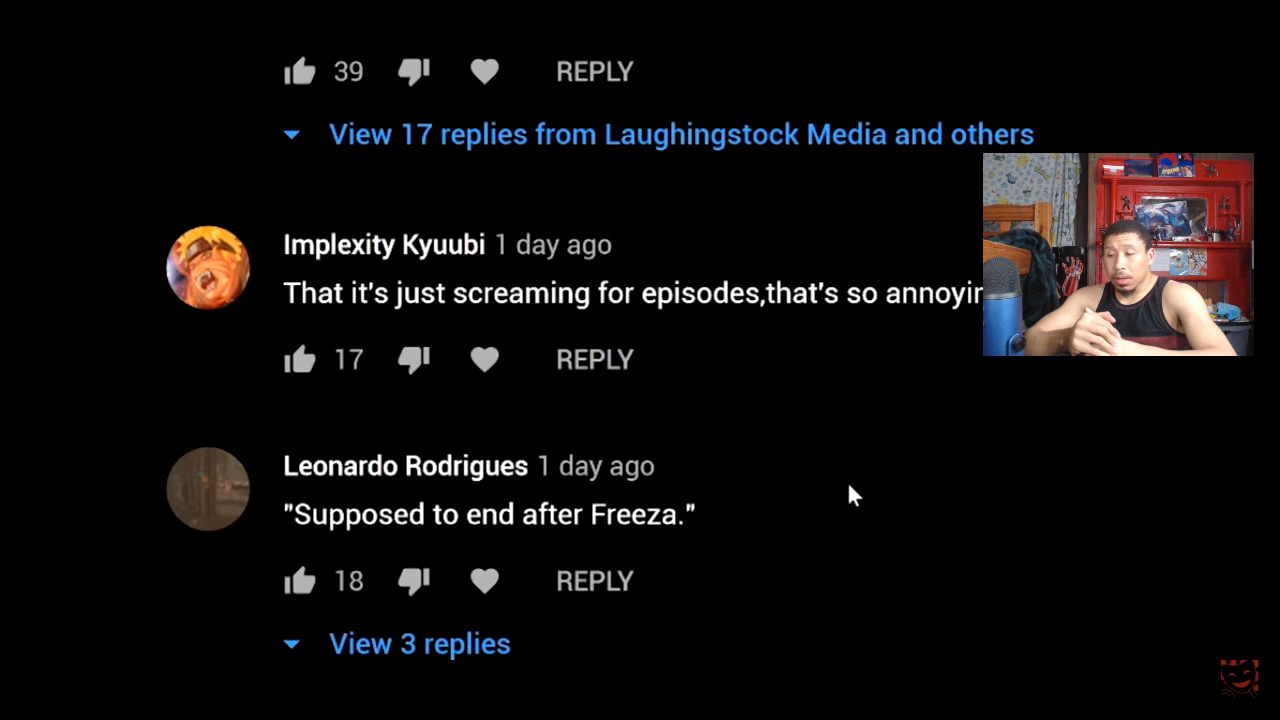 39 REPLY
View 17 replies from Laughingstock Media and others
Implexity Kyuubi 1 day ago
That it's just screaming for episodes,that's so
17 REPLY
Leonardo Rodrigues 1 day ago
"Supposed to end after Freeza."
18 REPLY
View 3 replies